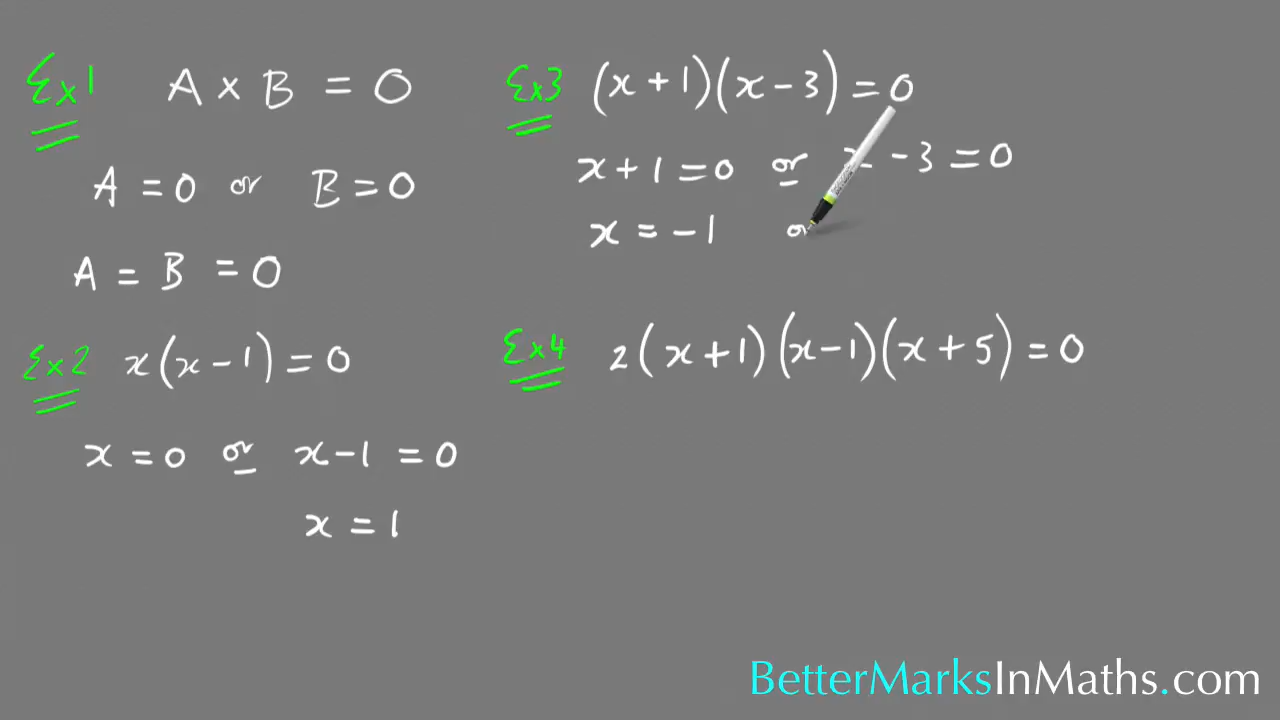 Ex1 A × B = 0
A = 0 or B = 0
A = B = 0
Ex2 x(x - 1) = 0
x = 0 or x - 1 = 0
x = 1
Ex3 (x + 1)(x - 3) = 0
x + 1 = 0 or x - 3 = 0
x = -1 or
Ex4 2(x + 1)(x - 1)(x + 5) = 0
BetterMarksInMaths.com